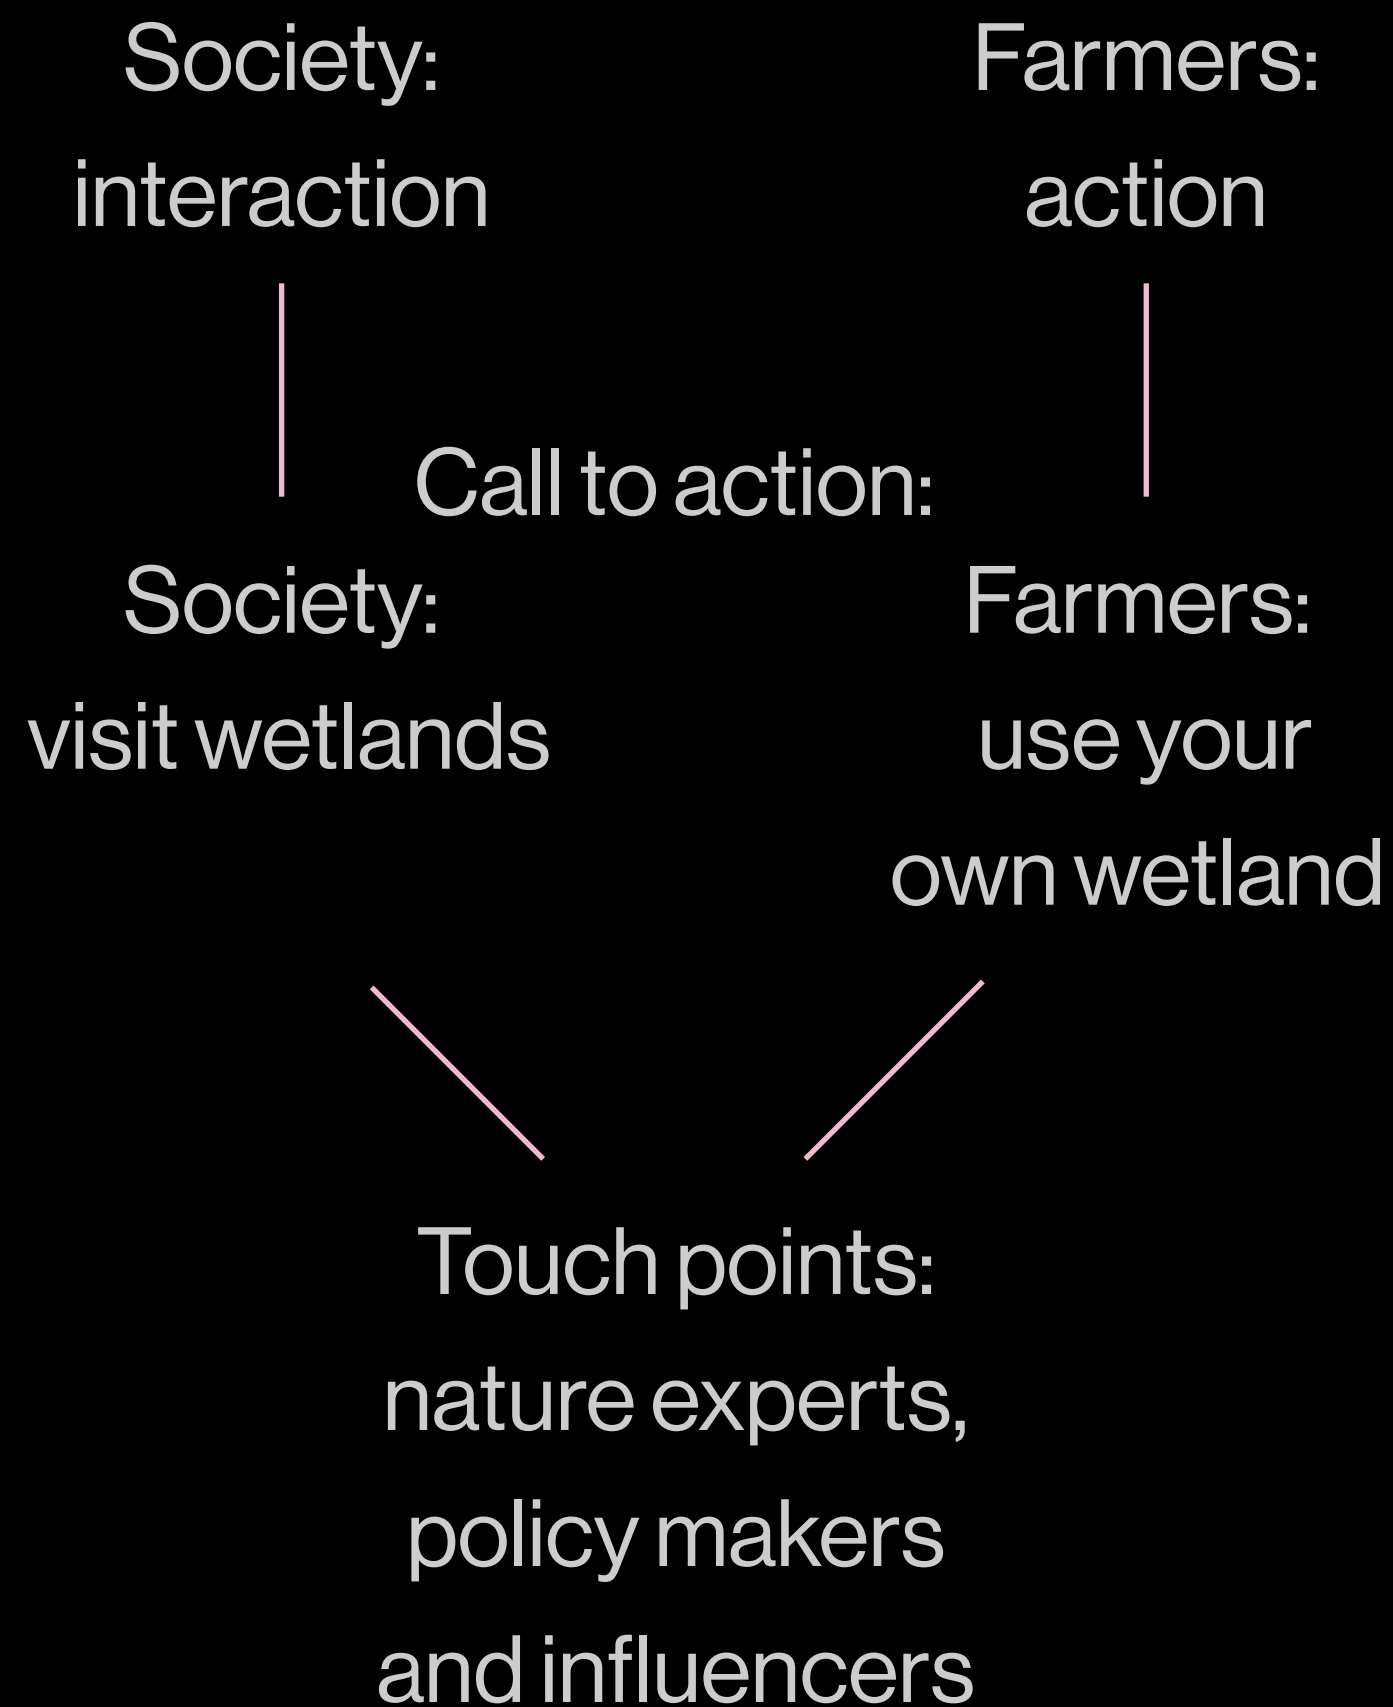 Society:
interaction
Farmers:
action
Call to action:
Society:
visit wetlands
Farmers:
use your
own wetland
Touch points:
nature experts,
policy makers
and influencers